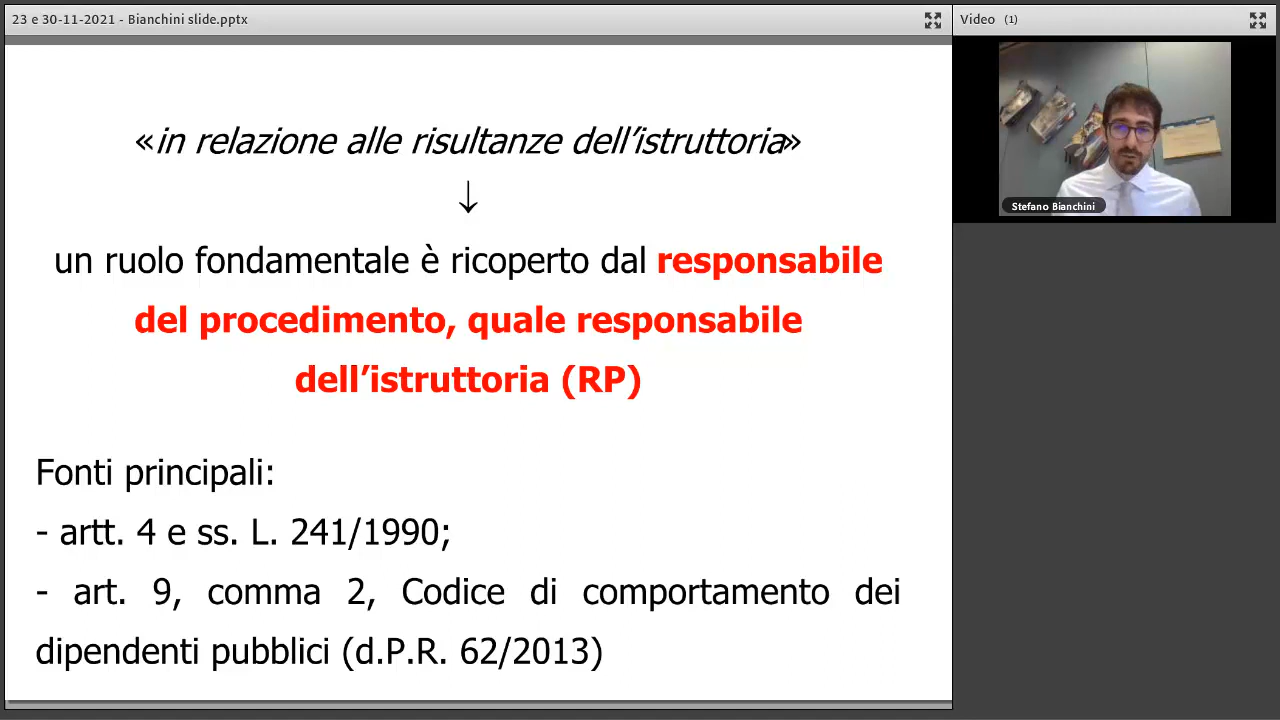 23 e 30-11-2021 - Bianchini slide.pptx
Video (1)
«in relazione alle risultanze dell’istruttoria»
↓
un ruolo fondamentale è ricoperto dal responsabile
del procedimento, quale responsabile
dell’istruttoria (RP)
Fonti principali:
- artt. 4 e ss. L. 241/1990;
- art. 9, comma 2, Codice di comportamento dei
dipendenti pubblici (d.P.R. 62/2013)
Stefano Bianchini